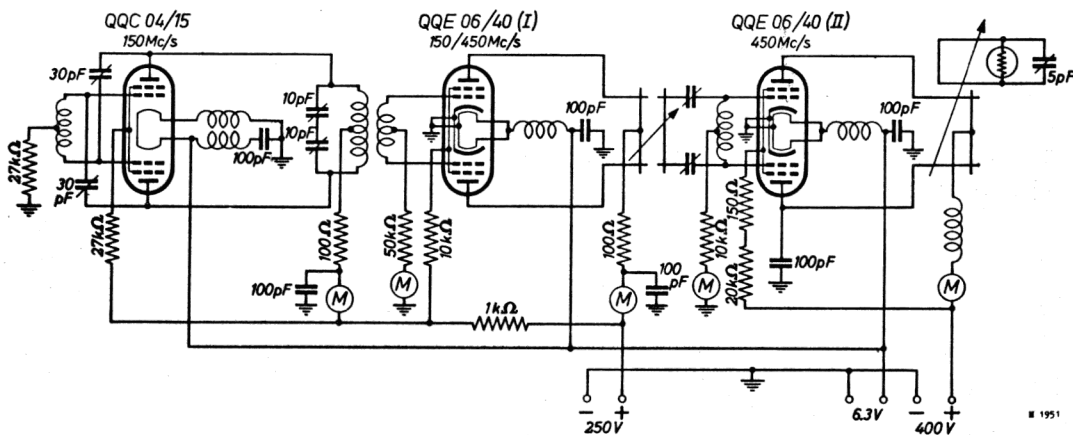 QQC 04/15
150Mc/s
QQE 06/40 (I)
150/450Mc/s
QQE 06/40 (II)
450Mc/s
30pF
30
pF
27kΩ
27kΩ
100pF
10pF
10pF
100Ω
100pF
M
50kΩ
M
10kΩ
1kΩ
100pF
100Ω
100
pF
M
10kΩ
M
150Ω
20kΩ
100pF
100pF
M
5pF
− 250V +
6.3V
− 400V +
1951